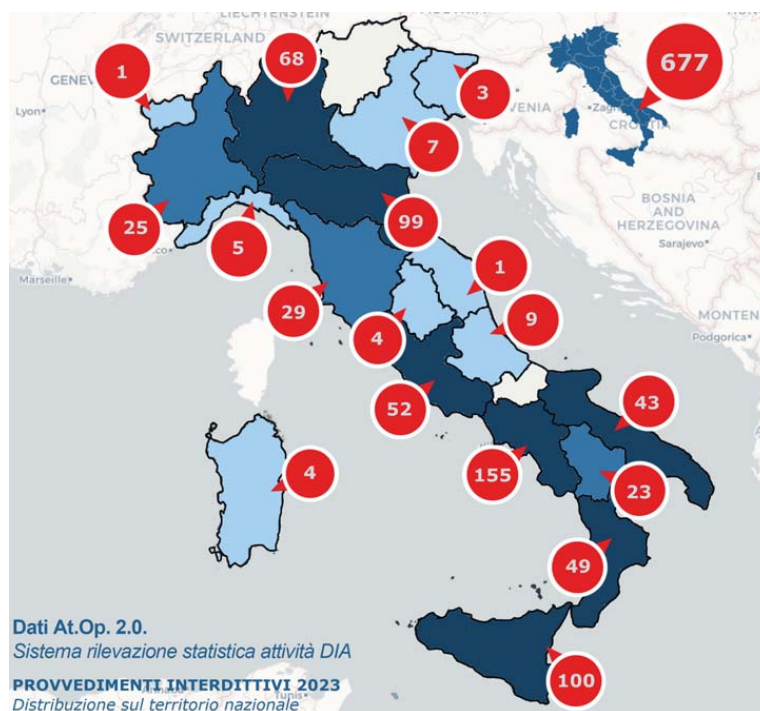 LIECHTENSTEIN
SWITZERLAND
68
1
3
677
GENEV
Lyon
VENIA
Zag
CROATIA
7
BOSNIA
AND
HERZEGOVINA
Sarajevo
25
5
99
Marseille
1
MONTEN
Podgorica
29
4
9
52
43
4
155
23
49
Dati At.Op. 2.0.
Sistema rilevazione statistica attività DIA
100
PROVVEDIMENTI INTERDITTIVI 2023
Tunis
Distribuzione sul territorio nazionale